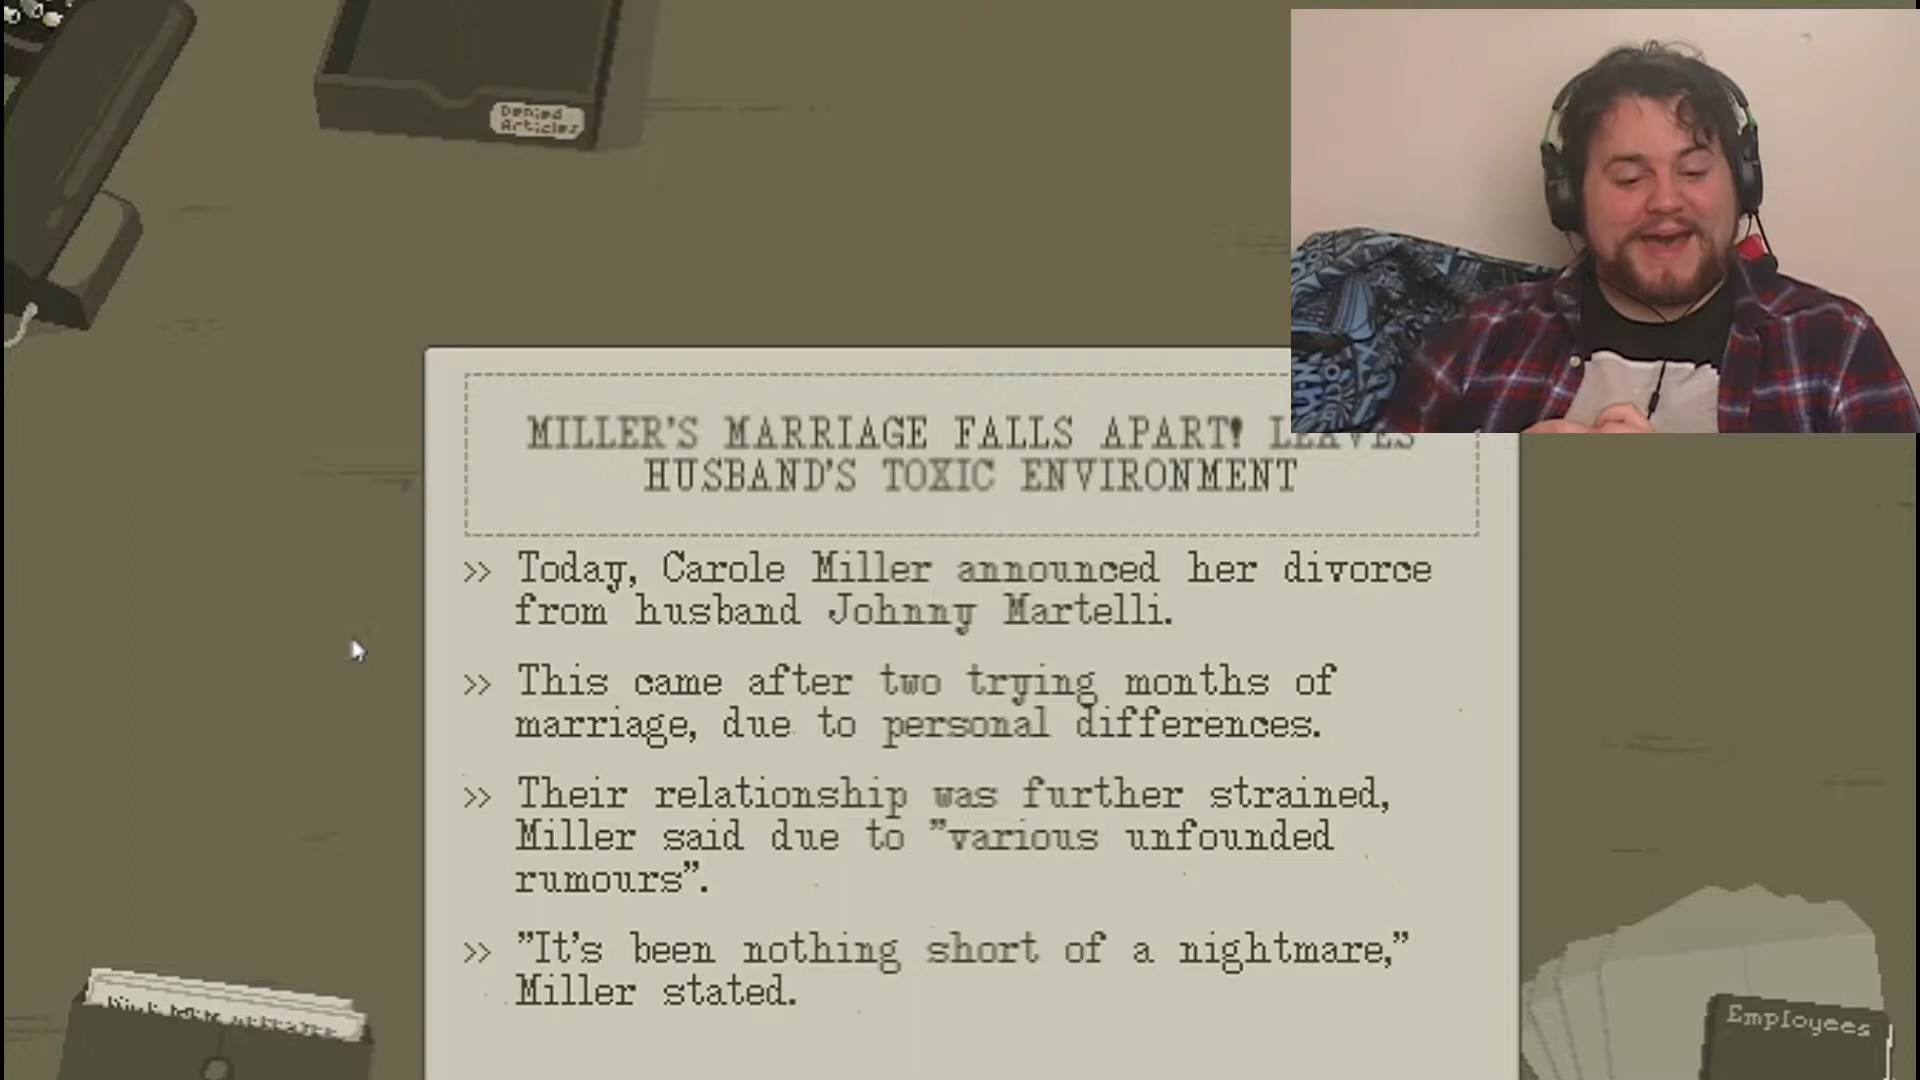 Denied
Articles
MILLER'S MARRIAGE FALLS APART! LEAVES
HUSBAND'S TOXIC ENVIRONMENT
>> Today, Carole Miller announced her divorce
from husband Johnny Martelli.
>> This came after two trying months of
marriage, due to personal differences.
>> Their relationship was further strained,
Miller said due to "various unfounded
rumours".
>> "It's been nothing short of a nightmare,"
Miller stated.
Employees